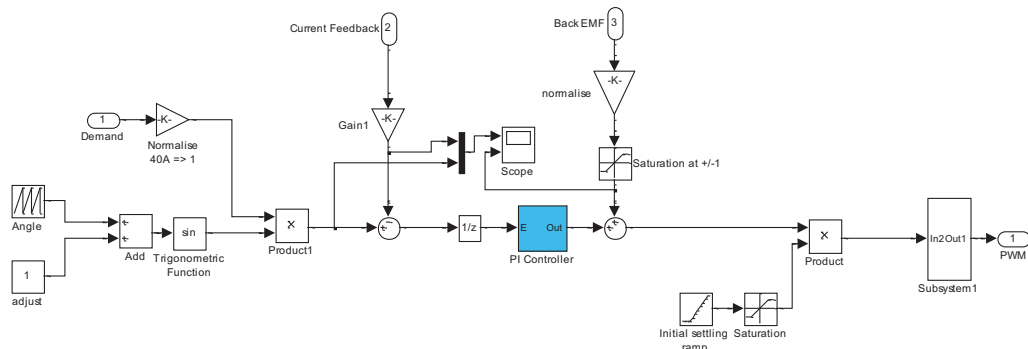 Current Feedback
2
Back EMF
3
-K-
normalise
1
Demand
-K-
Normalise
40A => 1
-K-
Gain1
Scope
Saturation at +/-1
Angle
+
+
Add
sin
Trigonometric
Function
×
Product1
+
−
1/z
E
Out
PI Controller
+
+
×
Product
In2Out1
Subsystem1
1
PWM
1
adjust
Initial settling
ramp
Saturation